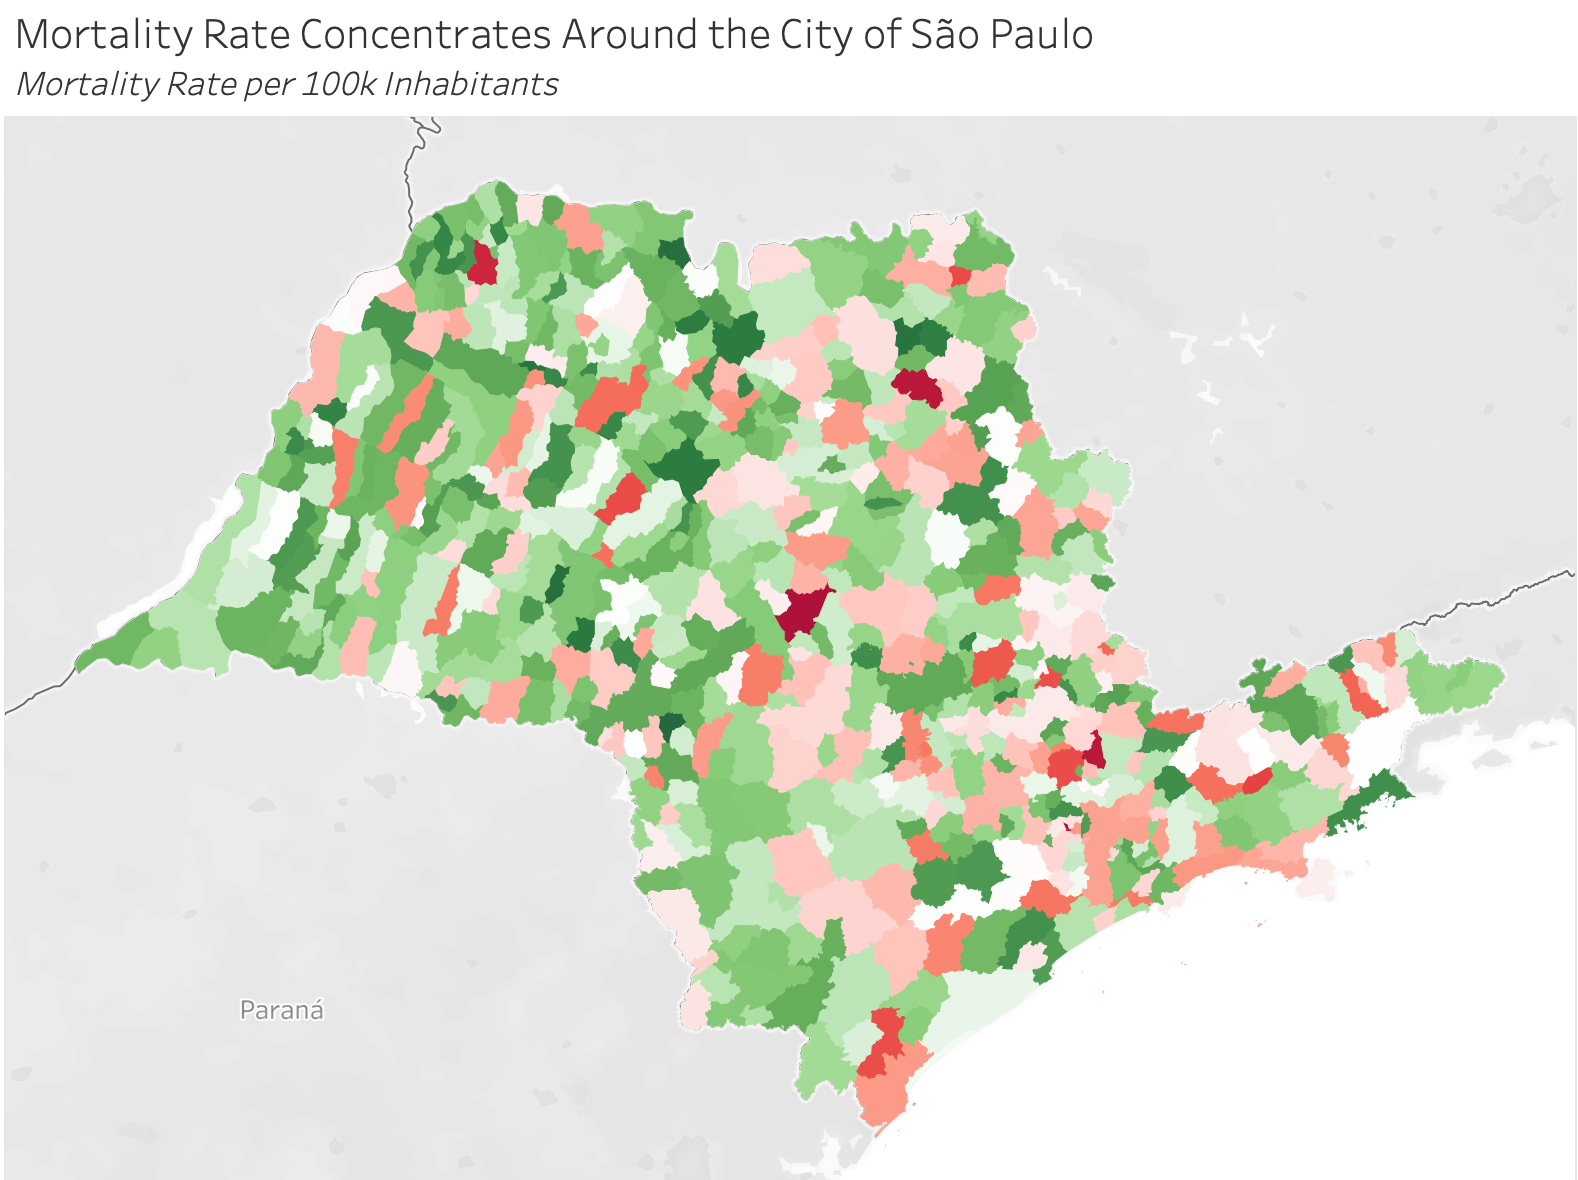 Mortality Rate Concentrates Around the City of São Paulo
Mortality Rate per 100k Inhabitants
Paraná